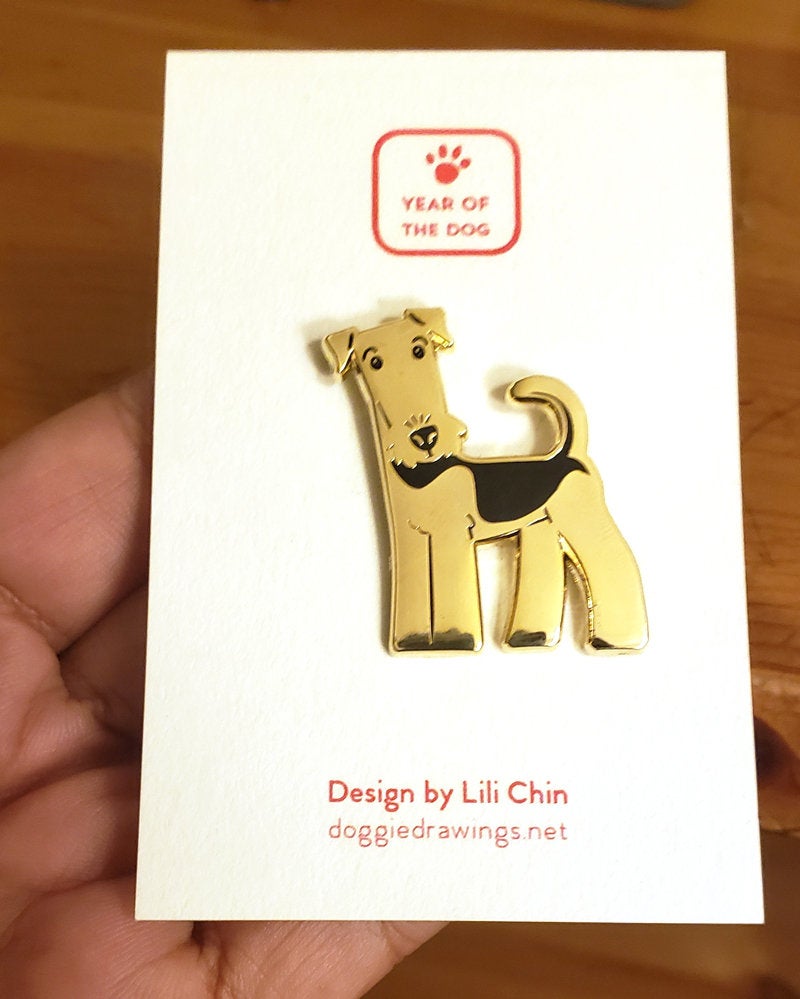 YEAR OF
THE DOG
Design by Lili Chin
doggiedrawings.net